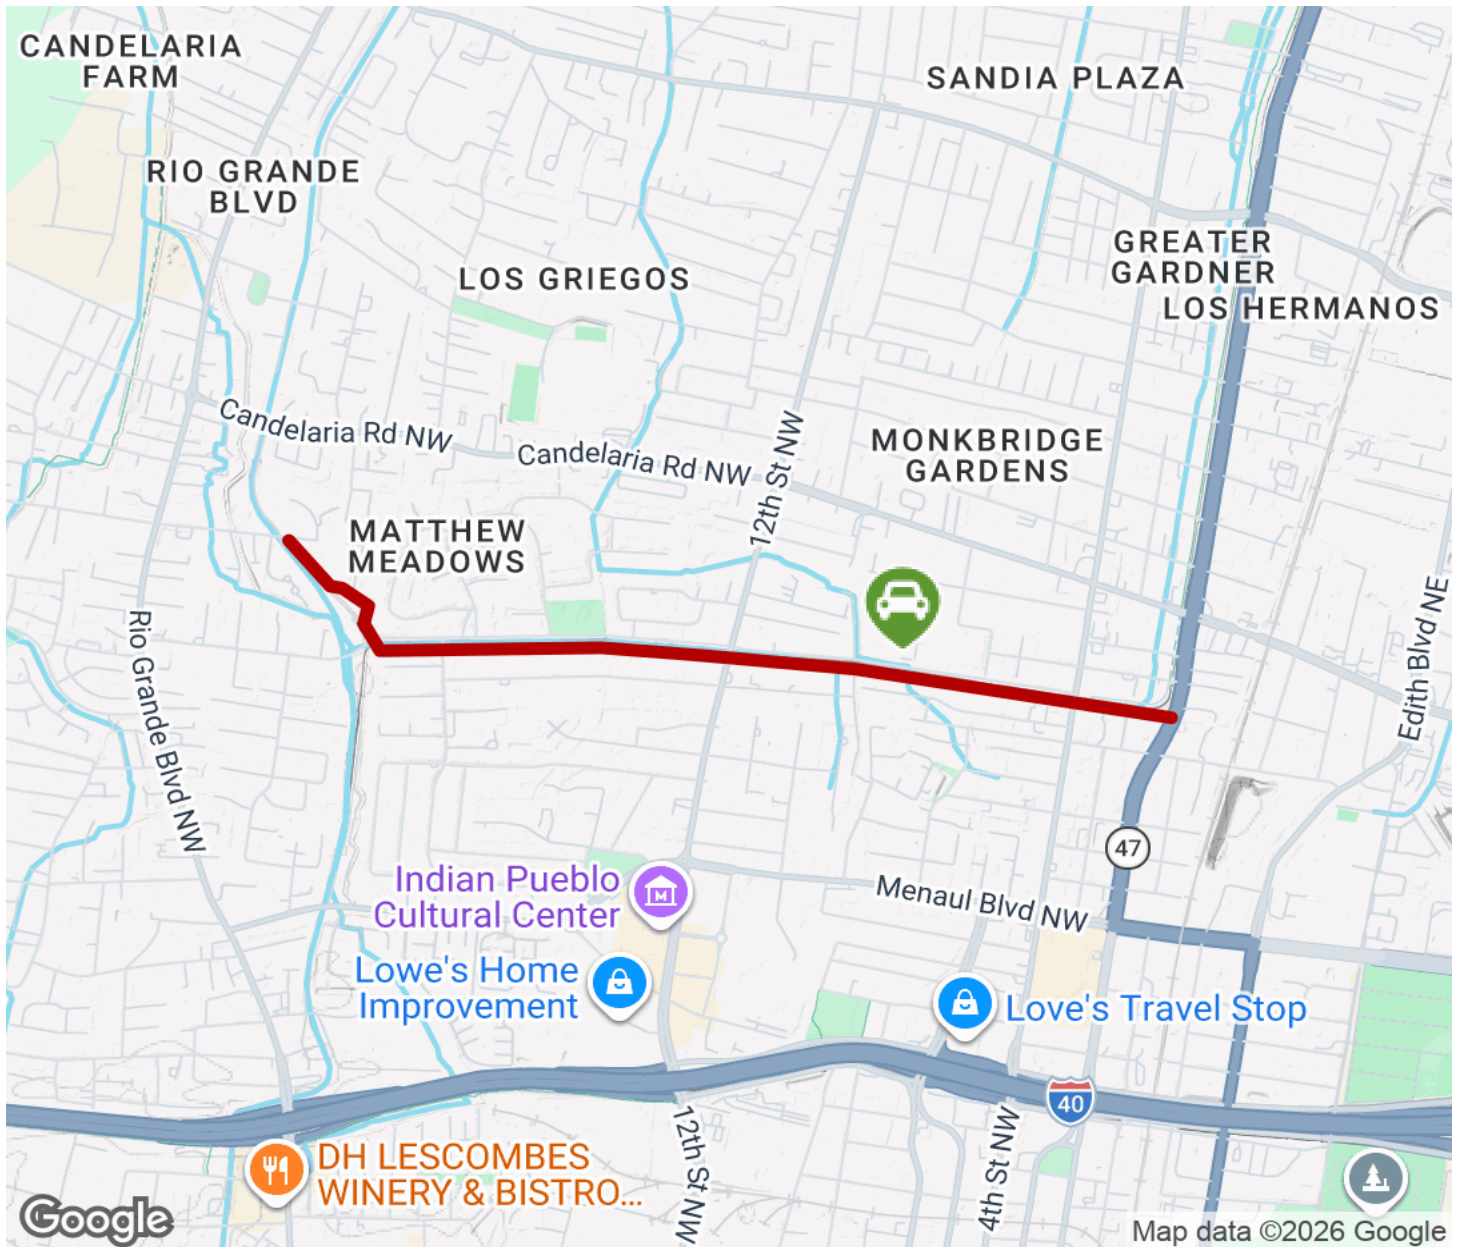 CANDELARIA
FARM
SANDIA PLAZA
RIO GRANDE
BLVD
GREATER
GARDNER
LOS GRIEGOS
LOS HERMANOS
Candelaria Rd NW
Candelaria Rd NW
12th St NW
MONKBRIDGE
GARDENS
MATTHEW
MEADOWS
Rio Grande Blvd NW
Edith Blvd NE
47
Indian Pueblo
Cultural Center
Menaul Blvd NW
Lowe's Home
Improvement
Love's Travel Stop
40
12th St NW
4th St NW
DH LESCOMBES
WINERY & BISTRO...
Google
Map data ©2026 Google